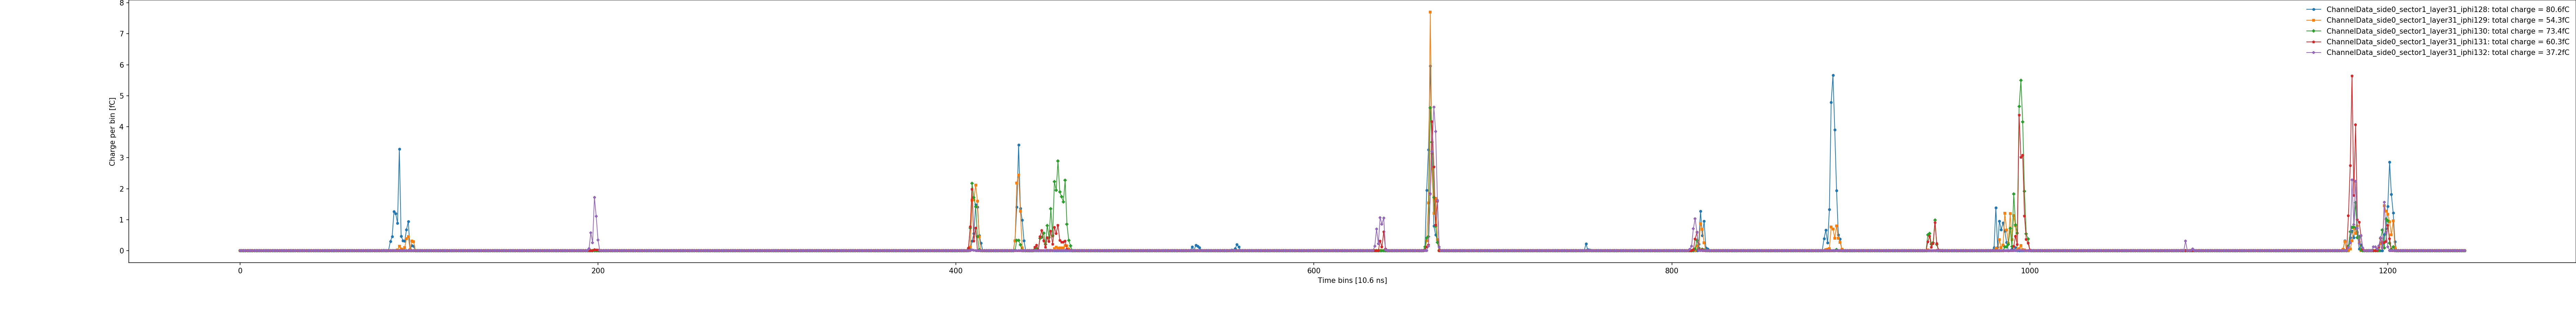 8
7
6
5
4
3
2
1
0
Charge per bin [fC]
0 200 400 600 800 1000 1200
Time bins [10.6 ns]
ChannelData_side0_sector1_layer31_iphi128: total charge = 80.6fC
ChannelData_side0_sector1_layer31_iphi129: total charge = 54.3fC
ChannelData_side0_sector1_layer31_iphi130: total charge = 73.4fC
ChannelData_side0_sector1_layer31_iphi131: total charge = 60.3fC
ChannelData_side0_sector1_layer31_iphi132: total charge = 37.2fC